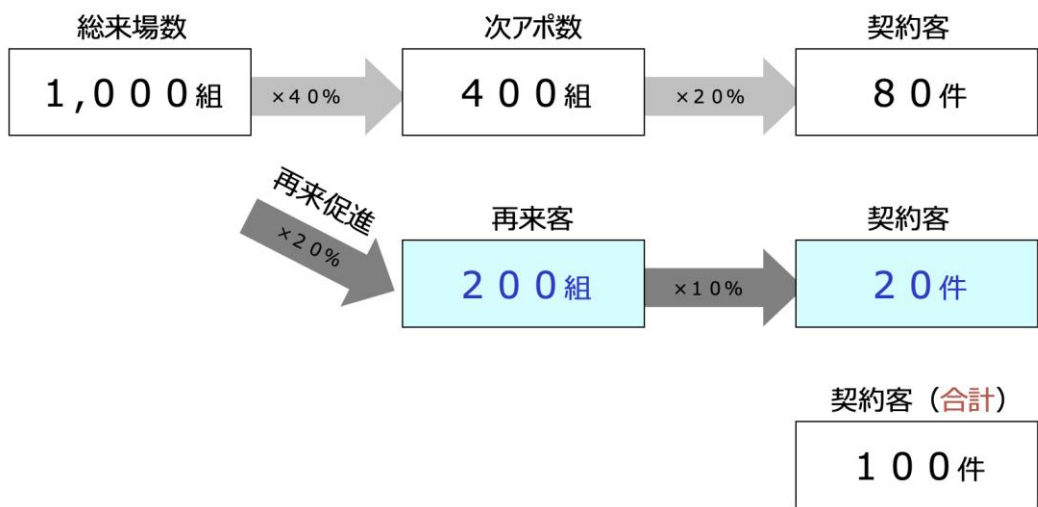 総来場数
次アポ数
契約客
1,000組
×40%
400組
×20%
80件
再来促進
×20%
再来客
契約客
200組
×10%
20件
契約客（合計）
100件